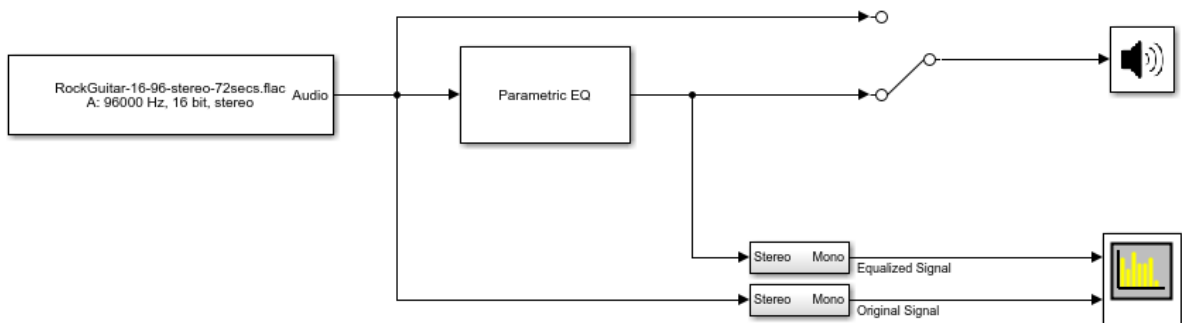 RockGuitar-16-96-stereo-72secs.flac
A: 96000 Hz, 16 bit, stereo
Audio
Parametric EQ
Stereo Mono
Equalized Signal
Stereo Mono
Original Signal